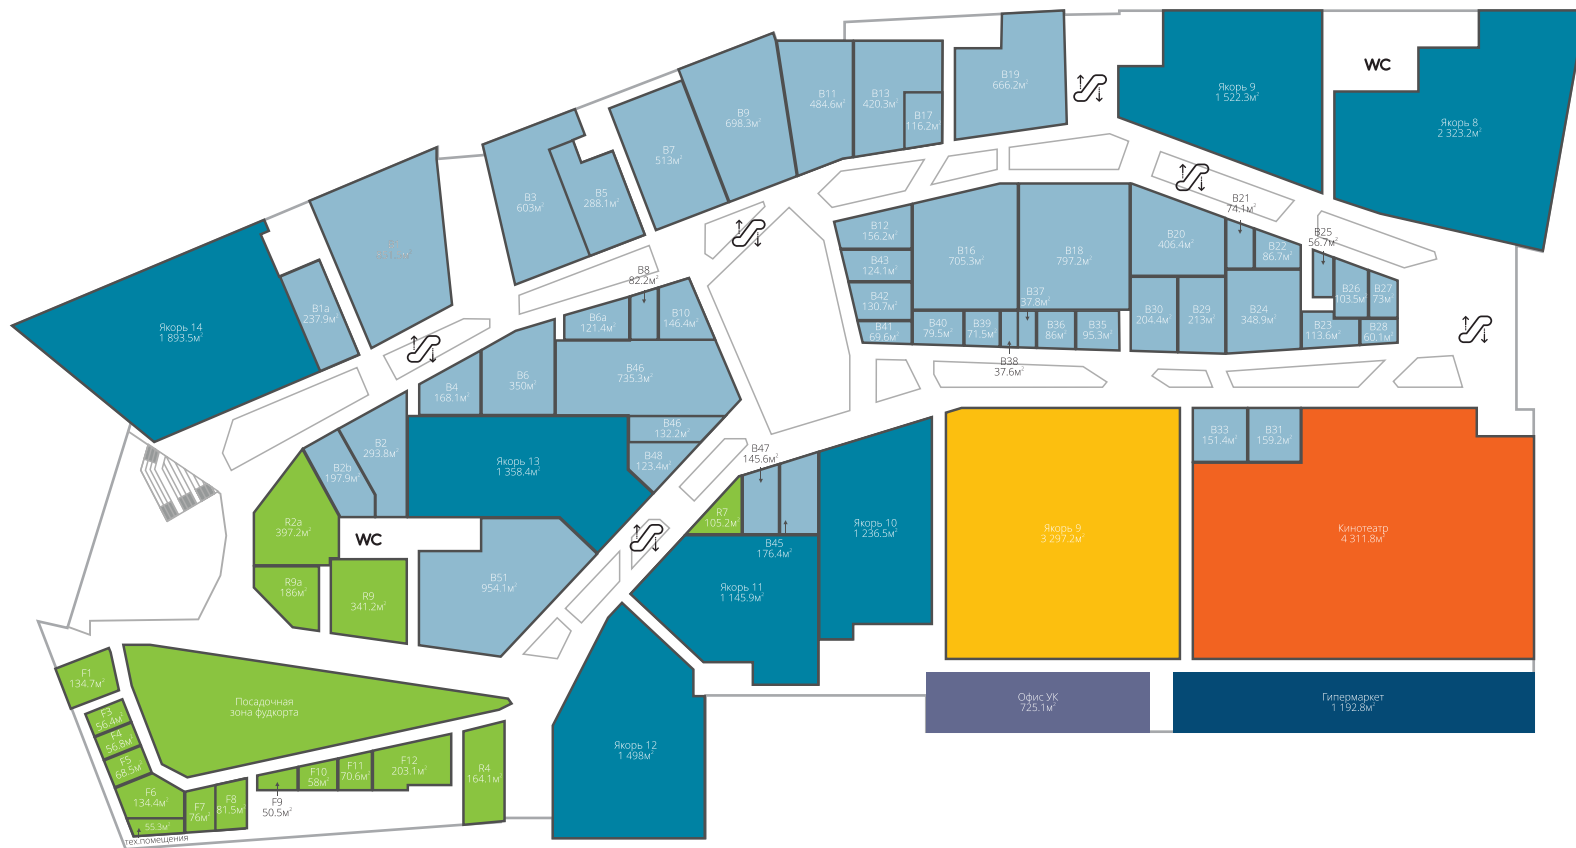 B19
666.2м²
WC
Якорь 9
1 522.3м²
Якорь 8
2 323.2м²
B11
484.6м²
B13
420.3м²
B17
116.2м²
B9
698.3м²
B7
513м²
B5
288.1м²
B3
603м²
B1a
237.9м²
Якорь 14
1 893.5м²
B8
82.2м²
B6a
121.4м²
B10
146.4м²
B12
156.2м²
B43
124.1м²
B42
130.7м²
B41
69.6м²
B16
705.3м²
B18
797.2м²
B20
406.4м²
B21
74.1м²
B22
86.7м²
B25
56.7м²
B26
103.5м²
B27
73м²
B37
37.8м²
B40
79.5м²
B39
71.5м²
B38
37.6м²
B36
86м²
B35
95.3м²
B30
204.4м²
B29
213м²
B24
348.9м²
B23
113.6м²
B28
60.1м²
B4
168.1м²
B6
350м²
B46
735.3м²
B46
132.2м²
B48
123.4м²
B2
293.8м²
B2b
197.9м²
Якорь 13
1 358.4м²
B47
145.6м²
B33
151.4м²
B31
159.2м²
R2a
397.2м²
WC
R7
105.2м²
B45
176.4м²
Якорь 10
1 236.5м²
Якорь 9
3 297.2м²
Кинотеатр
4 311.8м²
R9a
186м²
R9
341.2м²
B51
954.1м²
Якорь 11
1 145.9м²
F1
134.7м²
Посадочная
зона фудкорта
Офис УК
725.1м²
Гипермаркет
1 192.8м²
F3
56.4м²
F4
56.8м²
F5
68.5м²
F6
134.4м²
F7
76м²
F8
81.5м²
F9
50.5м²
F10
58м²
F11
70.6м²
F12
203.1м²
R4
164.1м²
Якорь 12
1 498м²
55.3м²
тех.помещения